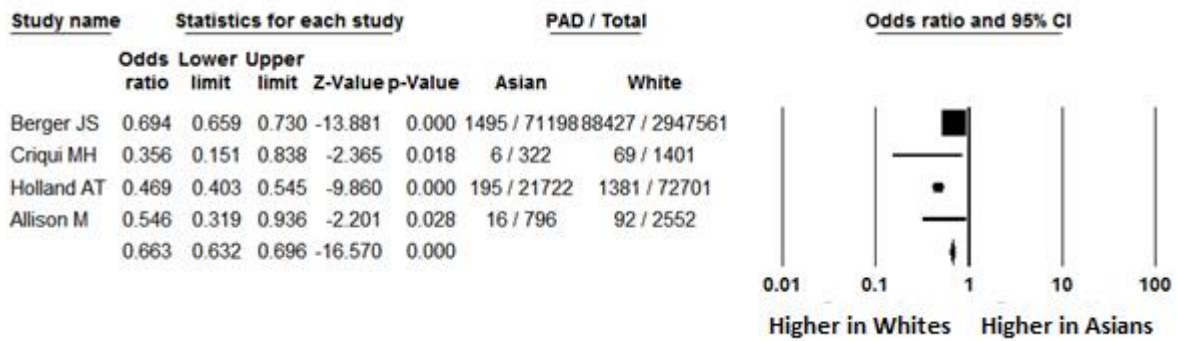 Study name Statistics for each study PAD / Total Odds ratio and 95% CI
Odds Lower Upper
ratio limit limit Z-Value p-Value Asian White
Berger JS 0.694 0.659 0.730 -13.881 0.000 1495 / 71198 88427 / 2947561
Criqui MH 0.356 0.151 0.838 -2.365 0.018 6 / 322 69 / 1401
Holland AT 0.469 0.403 0.545 -9.860 0.000 195 / 21722 1381 / 72701
Allison M 0.546 0.319 0.936 -2.201 0.028 16 / 796 92 / 2552
0.663 0.632 0.696 -16.570 0.000
0.01 0.1 1 10 100
Higher in Whites Higher in Asians